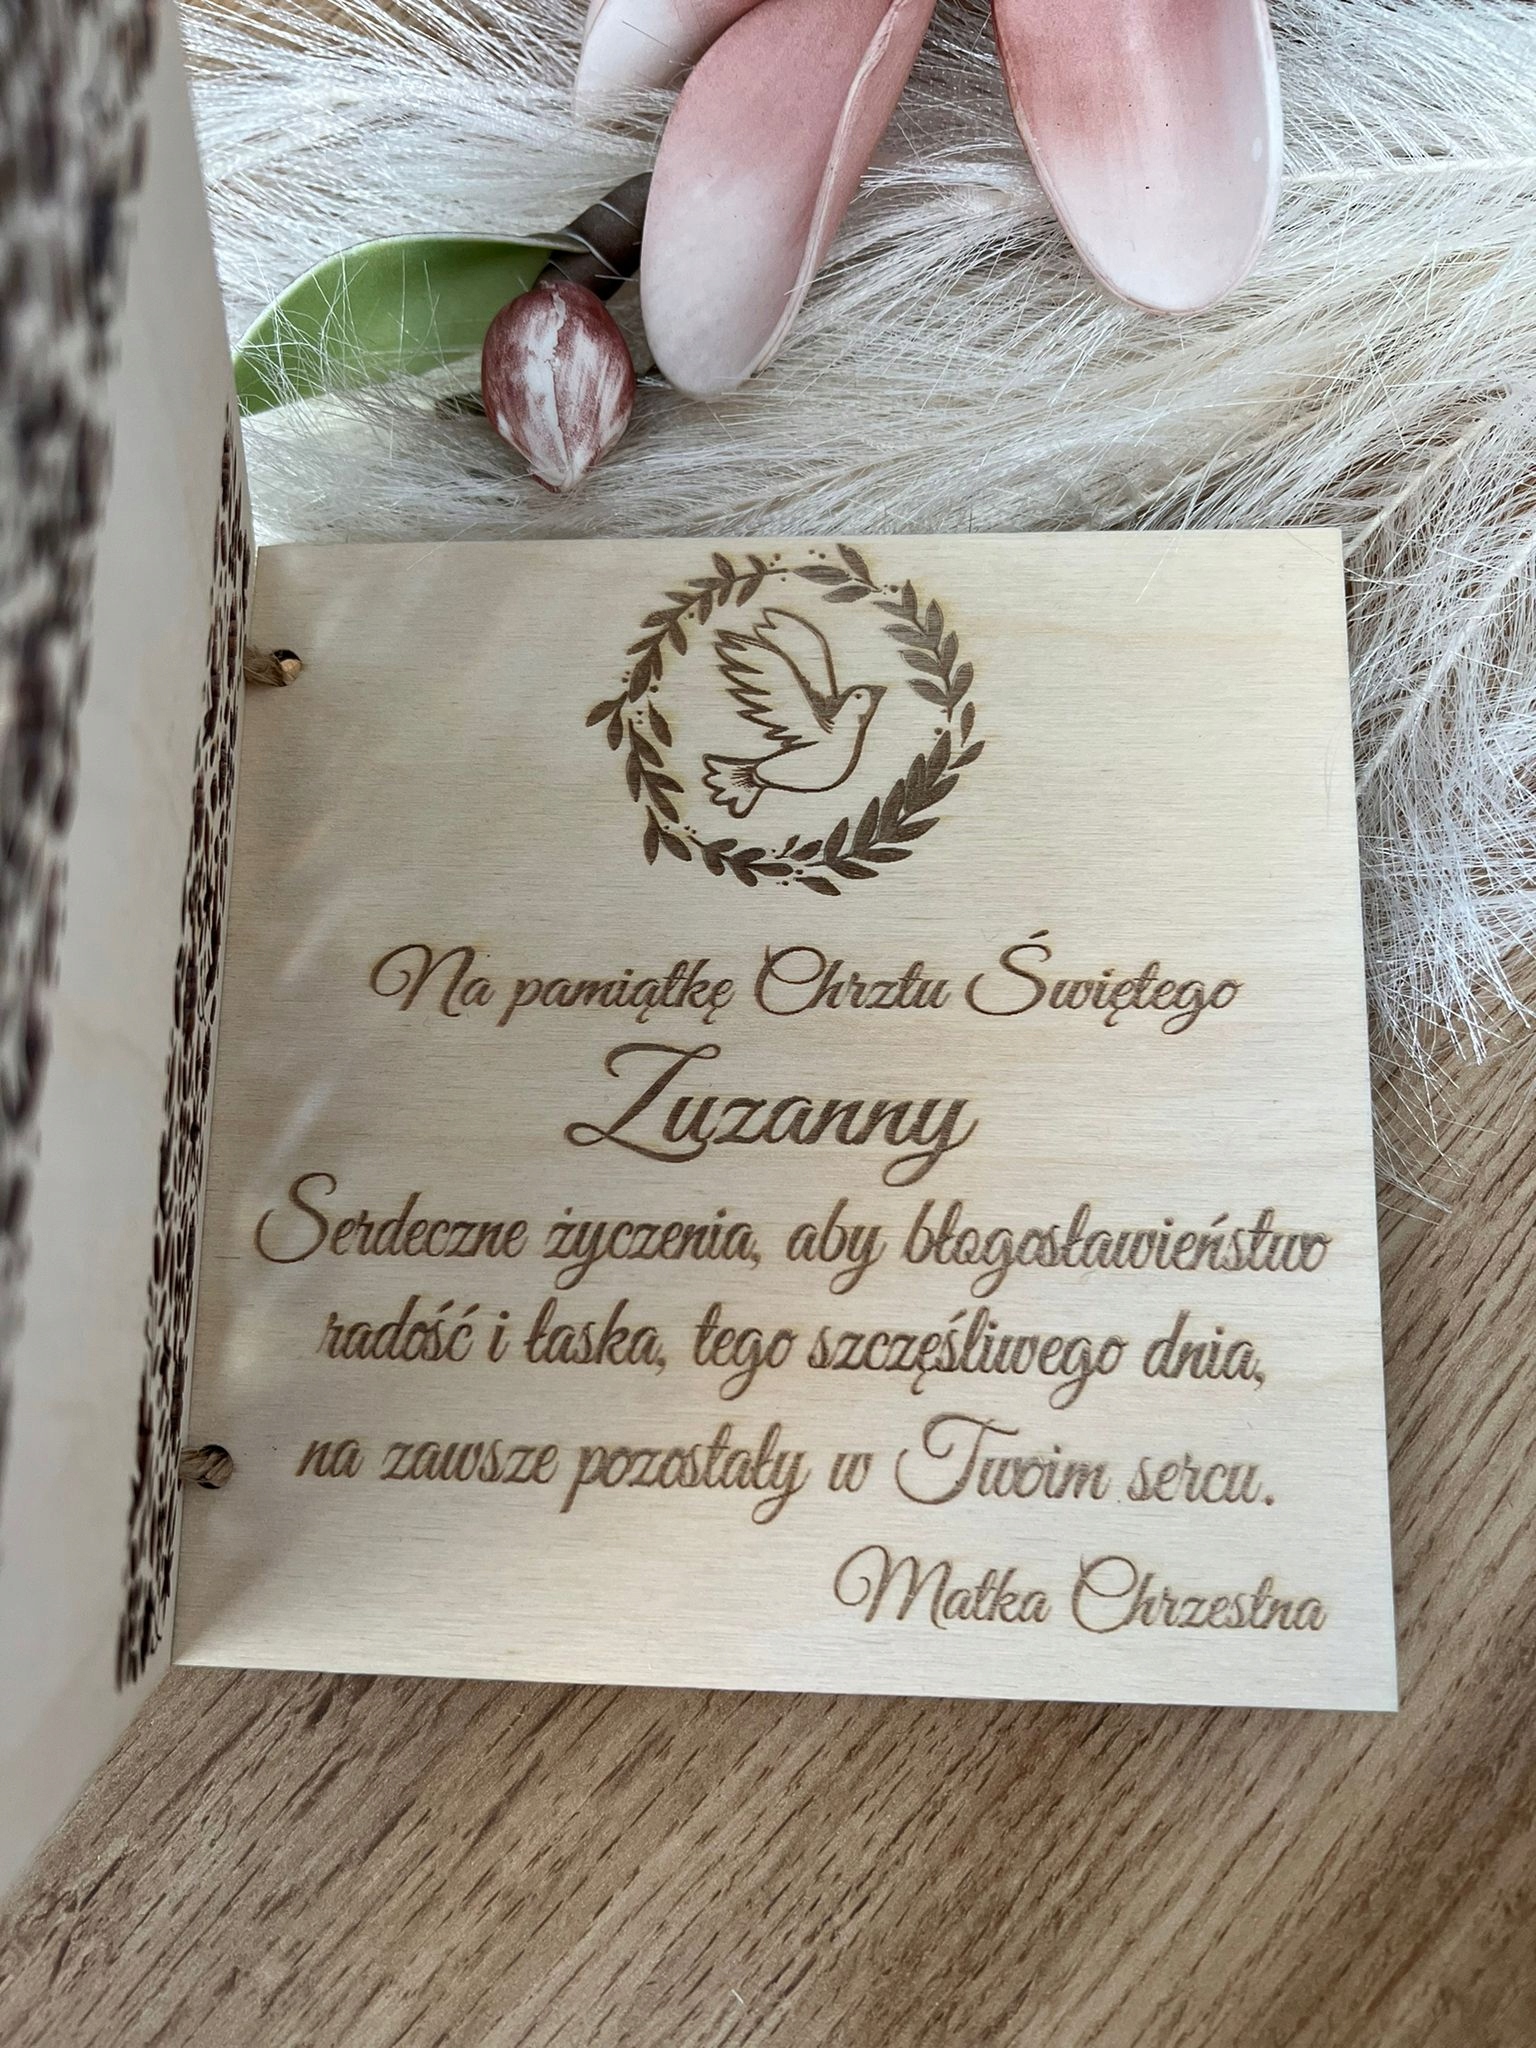 Na pamiątkę Chrztu Świętego
Zuzanny
Serdeczne życzenia, aby błogosławieństwo
radość i łaska, tego szczęśliwego dnia,
na zawsze pozostały w Twoim sercu.
Matka Chrzestna